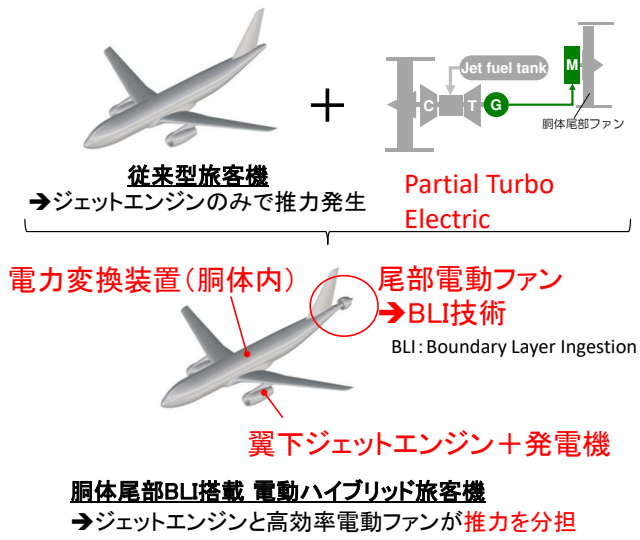 Jet fuel tank
C
T
G
M
胴体尾部ファン
+
従来型旅客機
➔ジェットエンジンのみで推力発生
Partial Turbo
Electric
電力変換装置（胴体内）
尾部電動ファン
➔BLI技術
BLI：Boundary Layer Ingestion
翼下ジェットエンジン＋発電機
胴体尾部BLI搭載 電動ハイブリッド旅客機
➔ジェットエンジンと高効率電動ファンが推力を分担